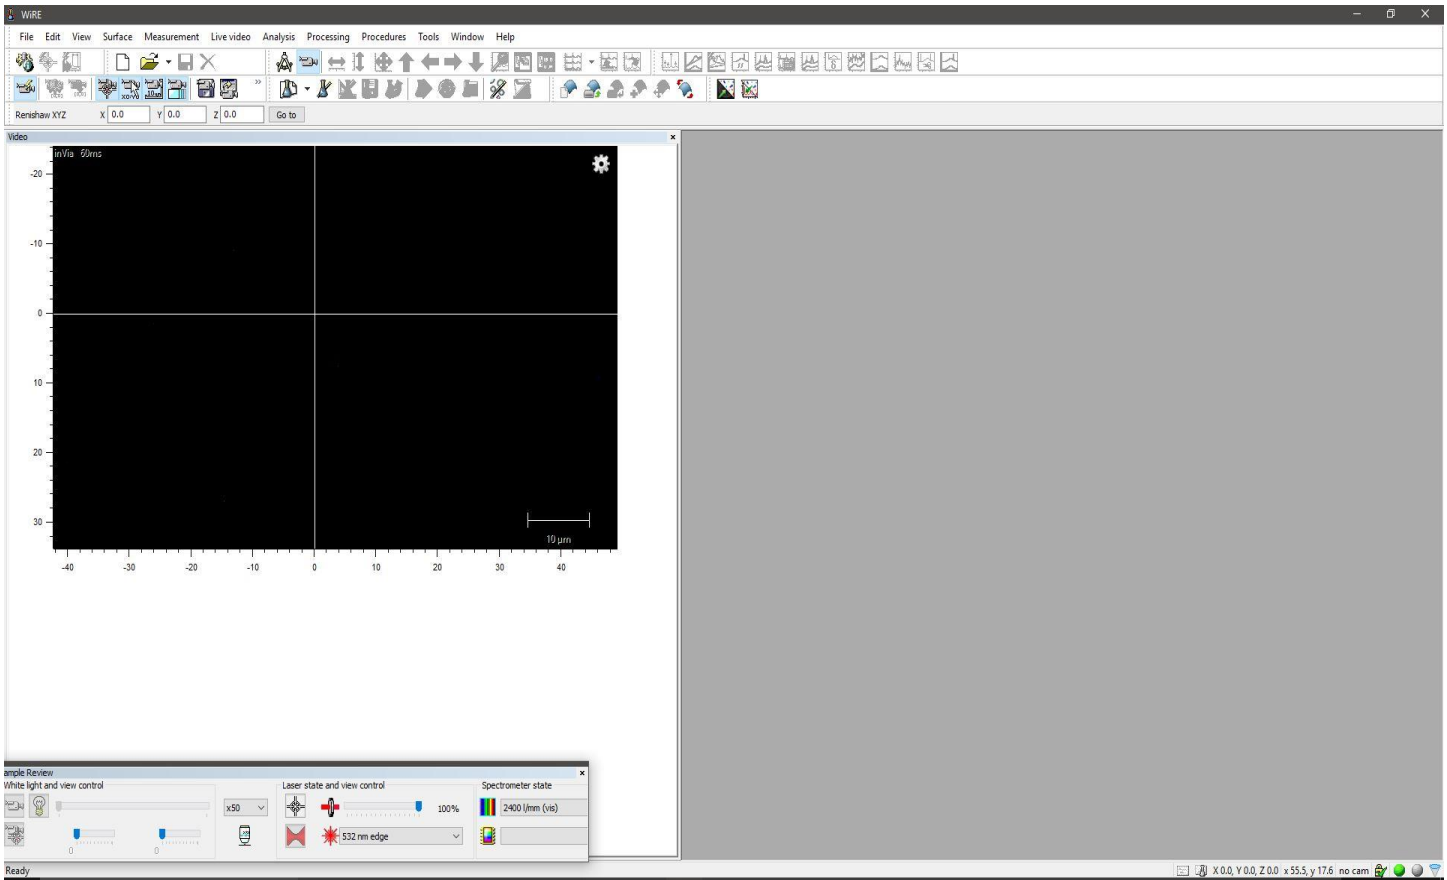 WiRE
File Edit View Surface Measurement Live video Analysis Processing Procedures Tools Window Help
Renishaw XYZ X 0.0 Y 0.0 Z 0.0 Go to
Video
inVia 60ms
-20
-10
0
10
20
30
10 µm
-40 -30 -20 -10 0 10 20 30 40
ample Review
White light and view control Laser state and view control Spectrometer state
x50 100% 2400 l/mm (vis)
532 nm edge
0 0
Ready X 0.0, Y 0.0, Z 0.0 x 55.5, y 17.6 no cam